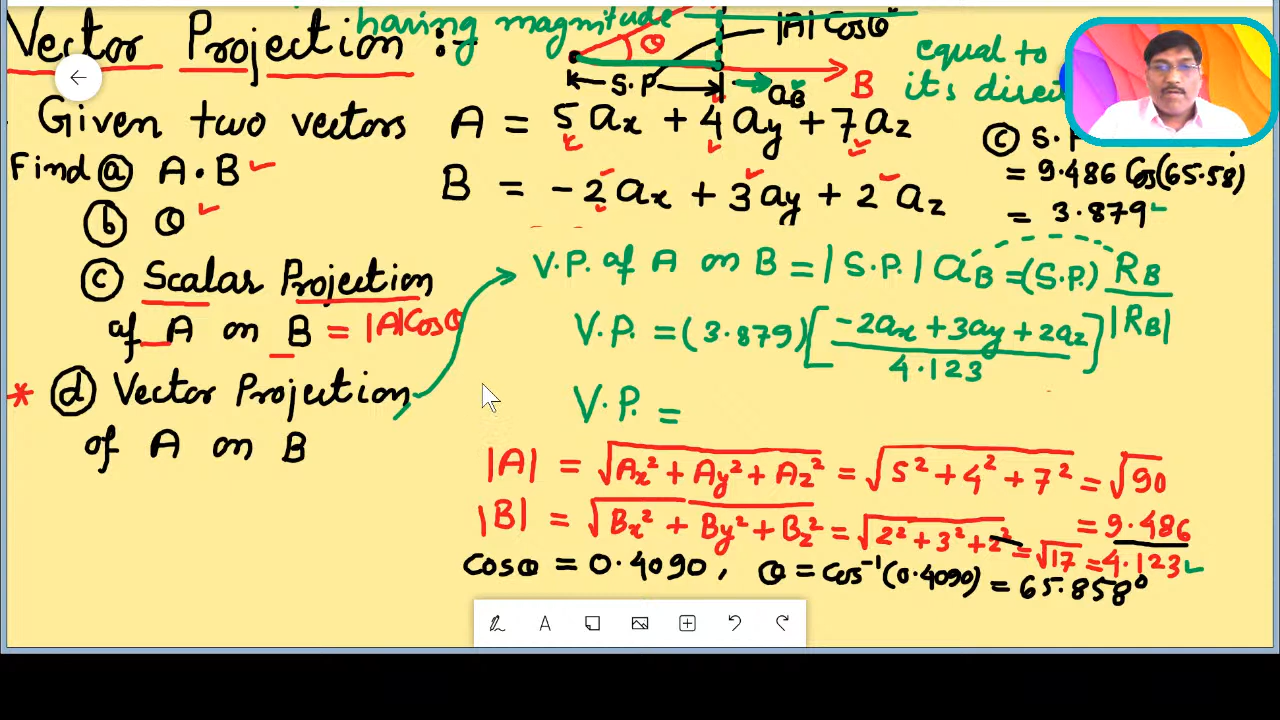 having magnitude
Vector Projection :-
θ
|A| Cosθ
S.P
aB
B
equal to
it's direct
Given two vectors A = 5ax + 4ay + 7az
B = -2ax + 3ay + 2az
Find (a) A.B
(b) θ
(c) Scalar Projection
of A on B = |A|Cosθ
* (d) Vector Projection
of A on B
(c) S.P
= 9.486 Cos(65.58)
= 3.879
V.P. of A on B = |S.P.| aB = (S.P.) RB / |RB|
V.P. = (3.879) [ -2ax + 3ay + 2az / 4.123 ]
V.P. =
|A| = √Ax² + Ay² + Az² = √5² + 4² + 7² = √90
= 9.486
|B| = √Bx² + By² + Bz² = √2² + 3² + 2² = √17 = 4.123
Cosθ = 0.4090, θ = Cos⁻¹(0.4090) = 65.858°